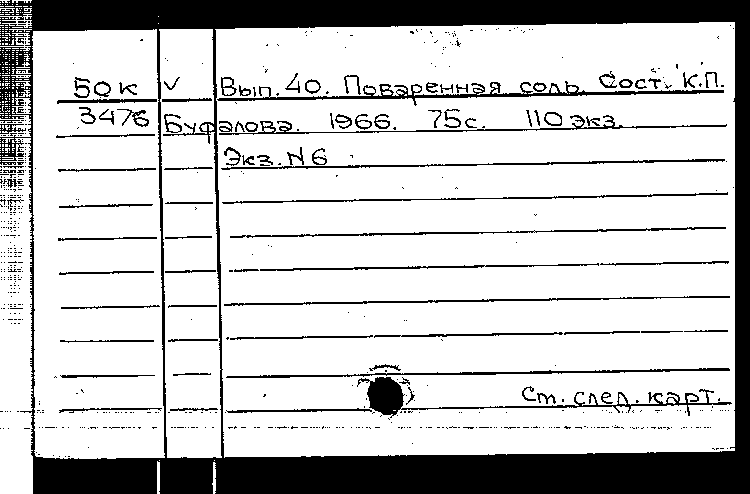 50к V Вып. 40. Поваренная соль. Сост. К.П.
3476 Буфалова. 1966. 75с. 110 экз.
Экз. N6
Ст. след. карт.